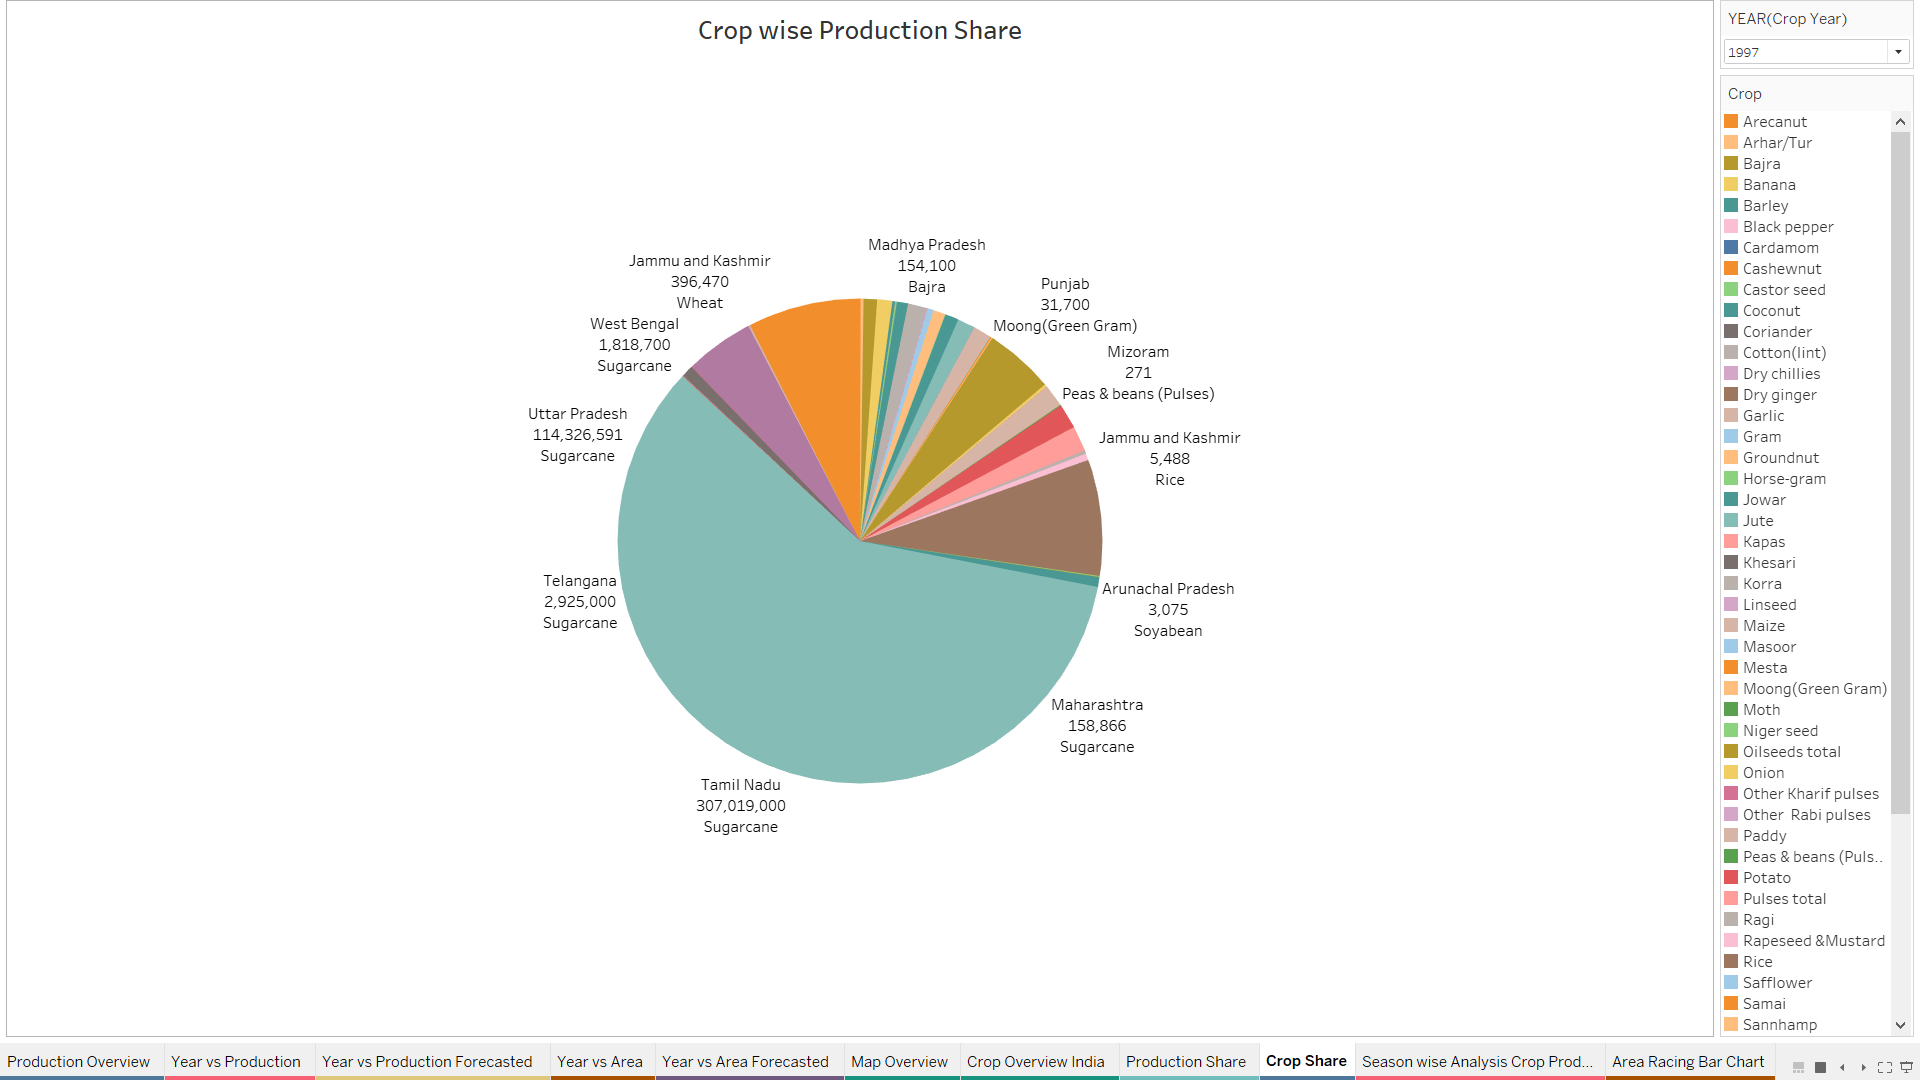 Crop wise Production Share
Madhya Pradesh
154,100
Bajra
Jammu and Kashmir
396,470
Wheat
Punjab
31,700
Moong(Green Gram)
West Bengal
1,818,700
Sugarcane
Mizoram
271
Peas & beans (Pulses)
Uttar Pradesh
114,326,591
Sugarcane
Jammu and Kashmir
5,488
Rice
Telangana
2,925,000
Sugarcane
Arunachal Pradesh
3,075
Soyabean
Maharashtra
158,866
Sugarcane
Tamil Nadu
307,019,000
Sugarcane
YEAR(Crop Year)
1997
Crop
Arecanut
Arhar/Tur
Bajra
Banana
Barley
Black pepper
Cardamom
Cashewnut
Castor seed
Coconut
Coriander
Cotton(lint)
Dry chillies
Dry ginger
Garlic
Gram
Groundnut
Horse-gram
Jowar
Jute
Kapas
Khesari
Korra
Linseed
Maize
Masoor
Mesta
Moong(Green Gram)
Moth
Niger seed
Oilseeds total
Onion
Other Kharif pulses
Other  Rabi pulses
Paddy
Peas & beans (Puls..
Potato
Pulses total
Ragi
Rapeseed &Mustard
Rice
Safflower
Samai
Sannhamp
Production Overview
Year vs Production
Year vs Production Forecasted
Year vs Area
Year vs Area Forecasted
Map Overview
Crop Overview India
Production Share
Crop Share
Season wise Analysis Crop Prod...
Area Racing Bar Chart